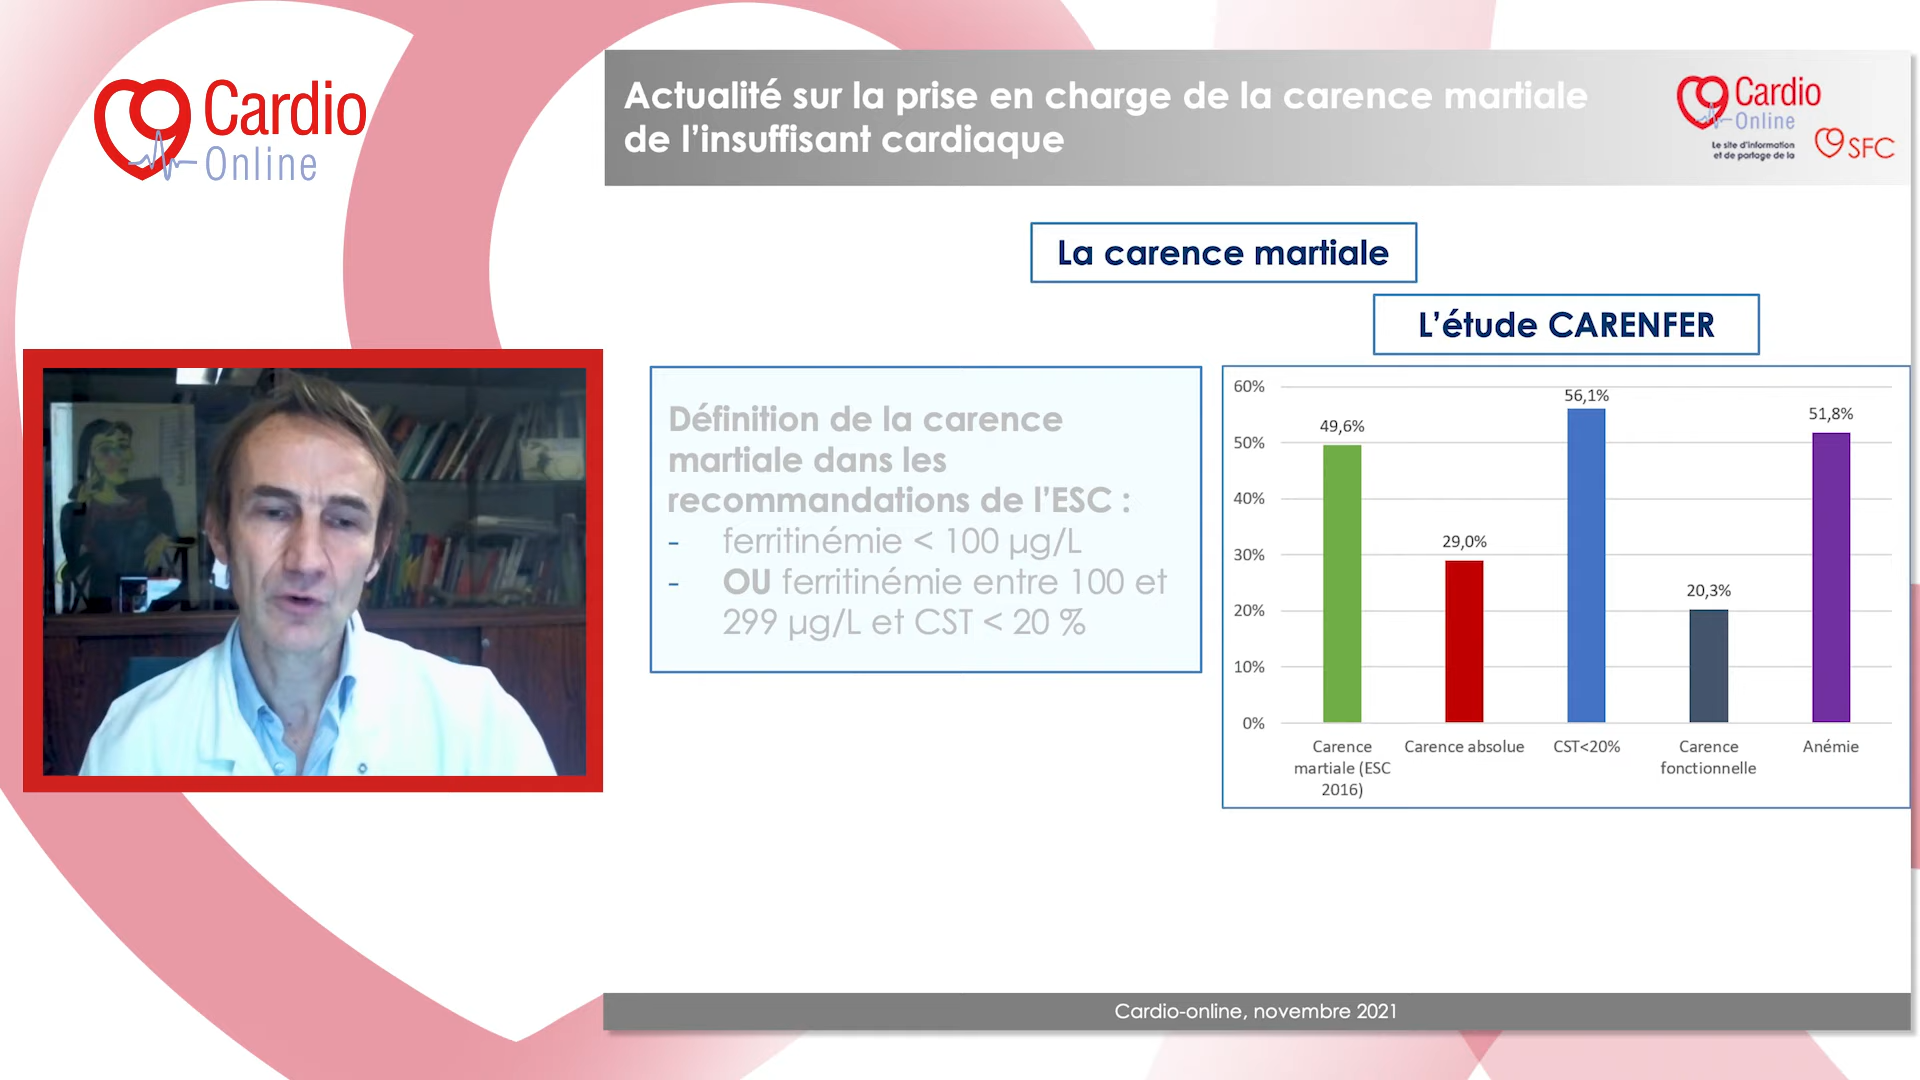 Cardio
Online
Actualité sur la prise en charge de la carence martiale
de l'insuffisant cardiaque
Cardio
Online
Le site d'information
et de partage de la
SFC
La carence martiale
L'étude CARENFER
Définition de la carence
martiale dans les
recommandations de l'ESC :
- ferritinémie < 100 µg/L
- OU ferritinémie entre 100 et
299 µg/L et CST < 20 %
60%
50%
40%
30%
20%
10%
0%
49,6%
29,0%
56,1%
20,3%
51,8%
Carence
martiale (ESC
2016)
Carence absolue
CST<20%
Carence
fonctionnelle
Anémie
Cardio-online, novembre 2021